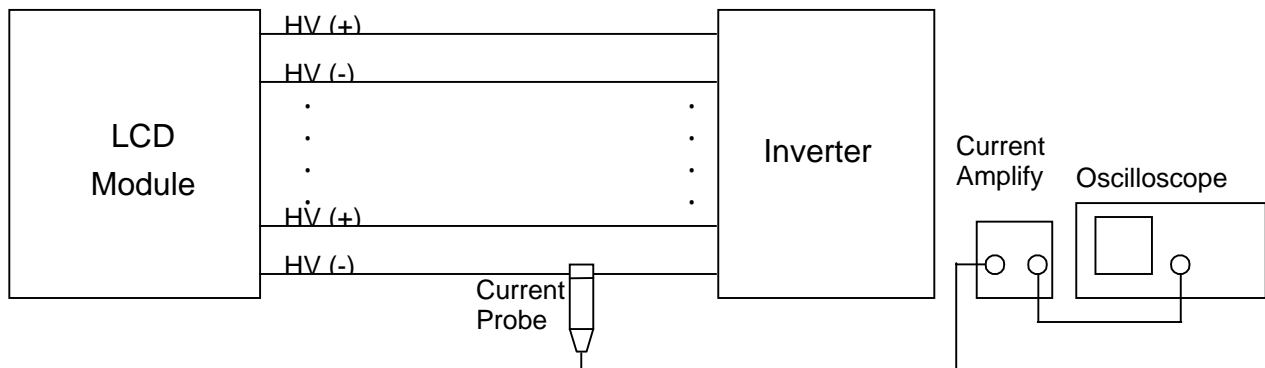 HV (+)
HV (-)
LCD
Module
HV (+)
HV (-)
Inverter
Current
Probe
Current
Amplify
Oscilloscope